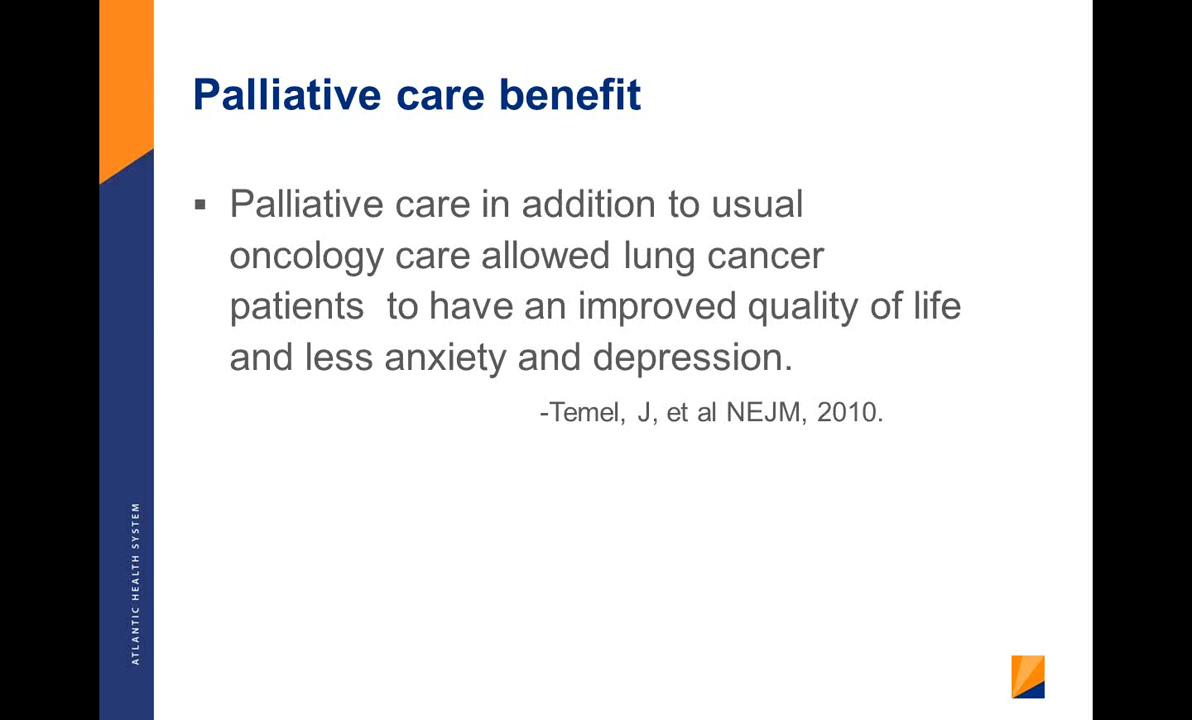 Palliative care benefit
▪ Palliative care in addition to usual
oncology care allowed lung cancer
patients  to have an improved quality of life
and less anxiety and depression.
-Temel, J, et al NEJM, 2010.
ATLANTIC HEALTH SYSTEM